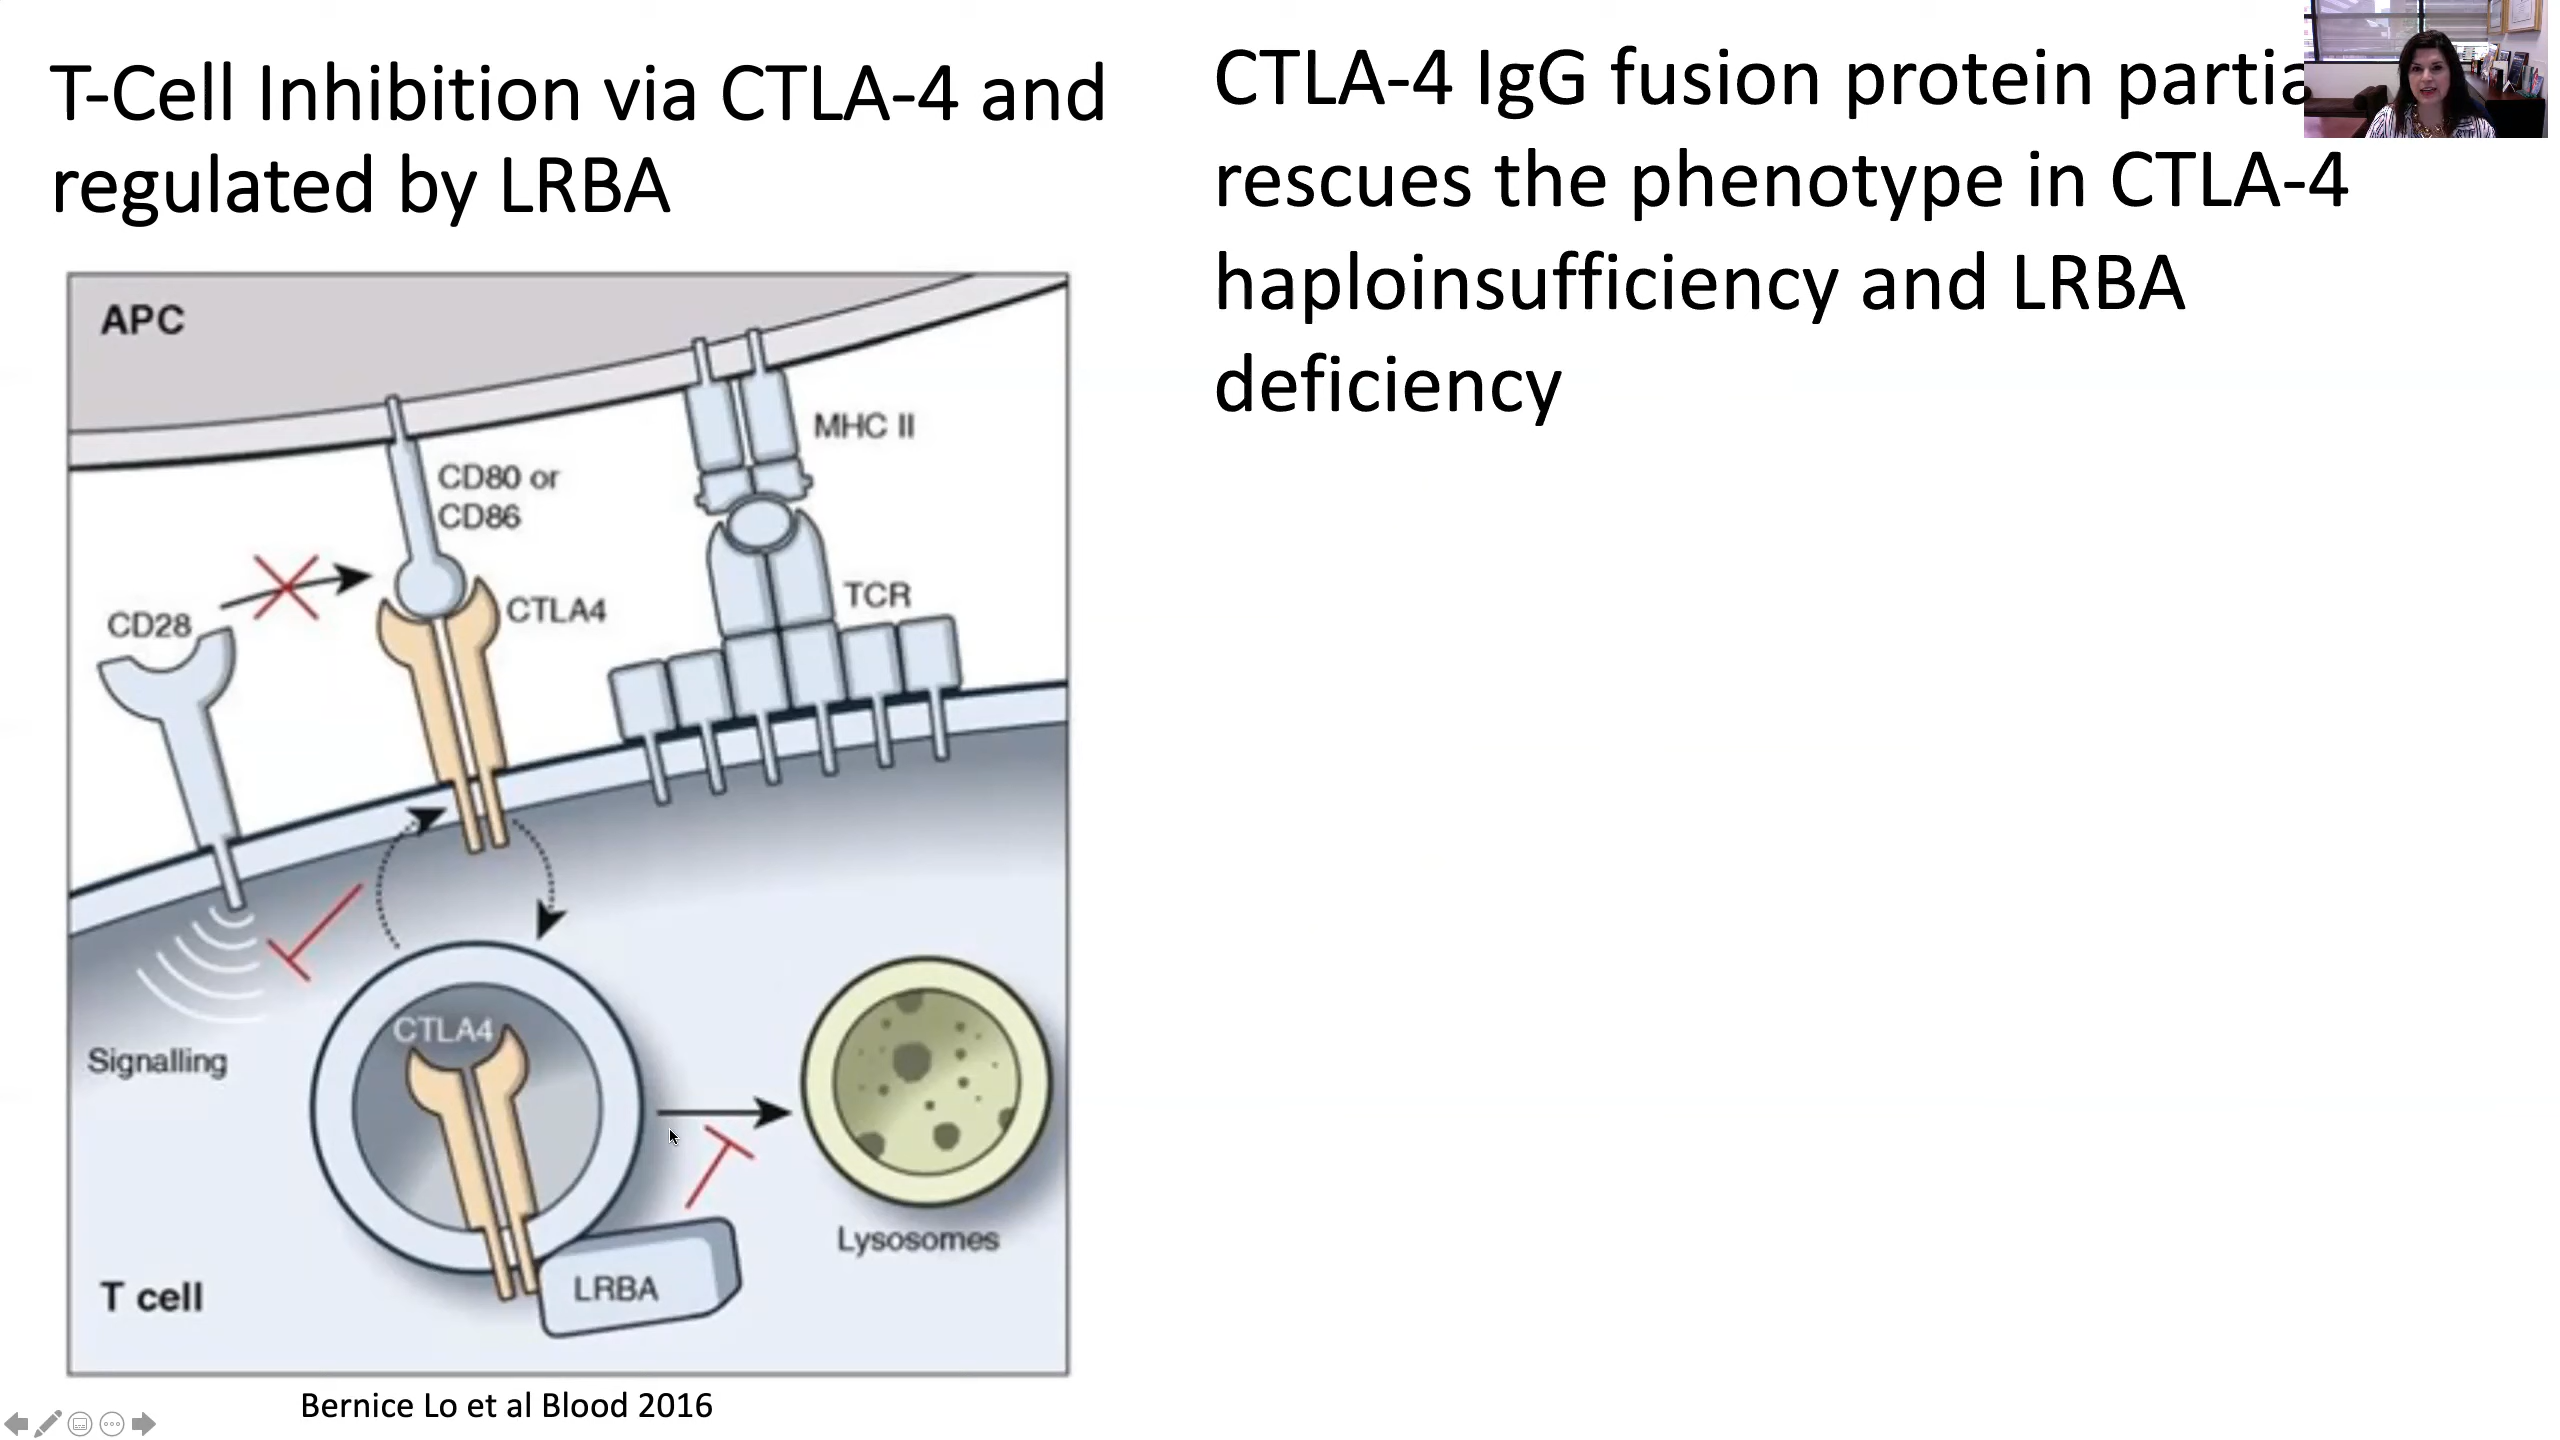 T-Cell Inhibition via CTLA-4 and
regulated by LRBA
CTLA-4 IgG fusion protein partia
rescues the phenotype in CTLA-4
haploinsufficiency and LRBA
deficiency
APC
MHC II
CD80 or
CD86
CD28
CTLA4
TCR
CTLA4
Signalling
Lysosomes
LRBA
T cell
Bernice Lo et al Blood 2016